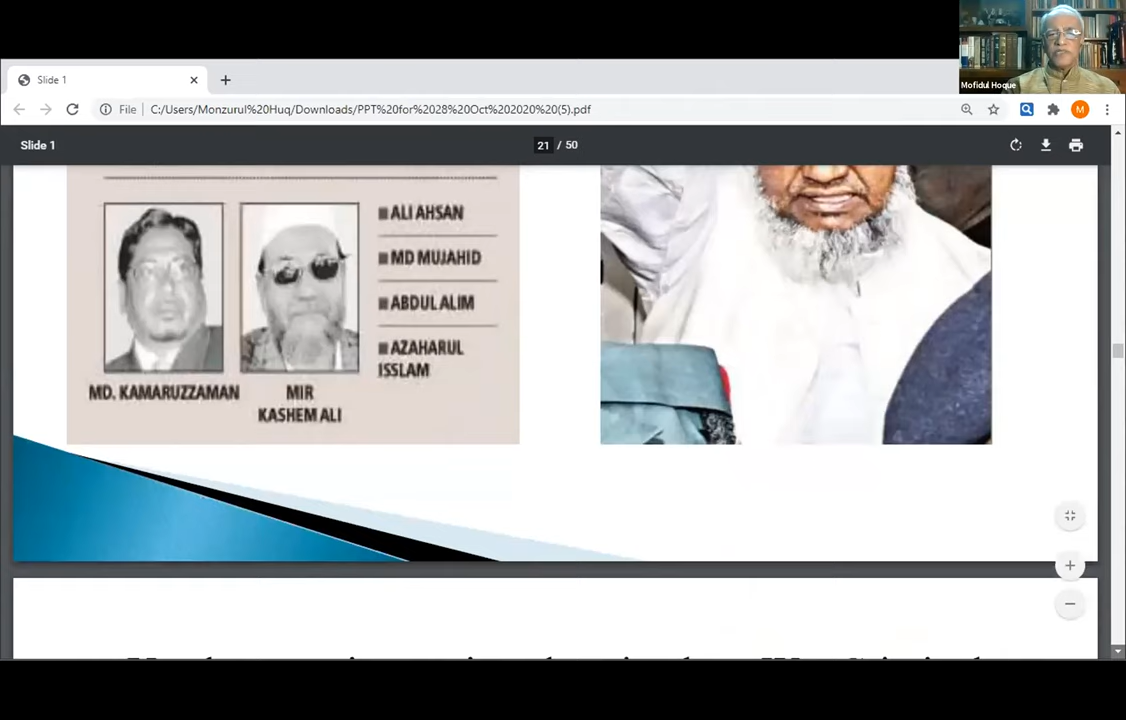 Mofidul Hoque
Slide 1
File C:/Users/Monzurul%20Huq/Downloads/PPT%20for%2028%20Oct%202020%20(5).pdf
M
Slide 1
21 / 50
ALI AHSAN
MD MUJAHID
ABDUL ALIM
AZAHARUL
ISSLAM
MD. KAMARUZZAMAN
MIR
KASHEM ALI